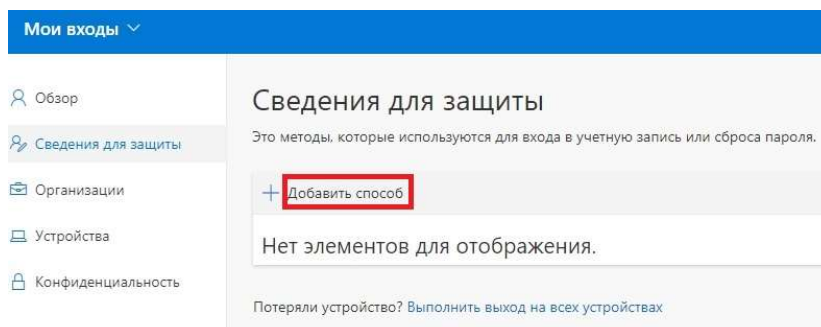 Мои входы
Обзор
Сведения для защиты
Организации
Устройства
Конфиденциальность
Сведения для защиты
Это методы, которые используются для входа в учетную запись или сброса пароля.
Добавить способ
Нет элементов для отображения.
Потеряли устройство? Выполнить выход на всех устройствах